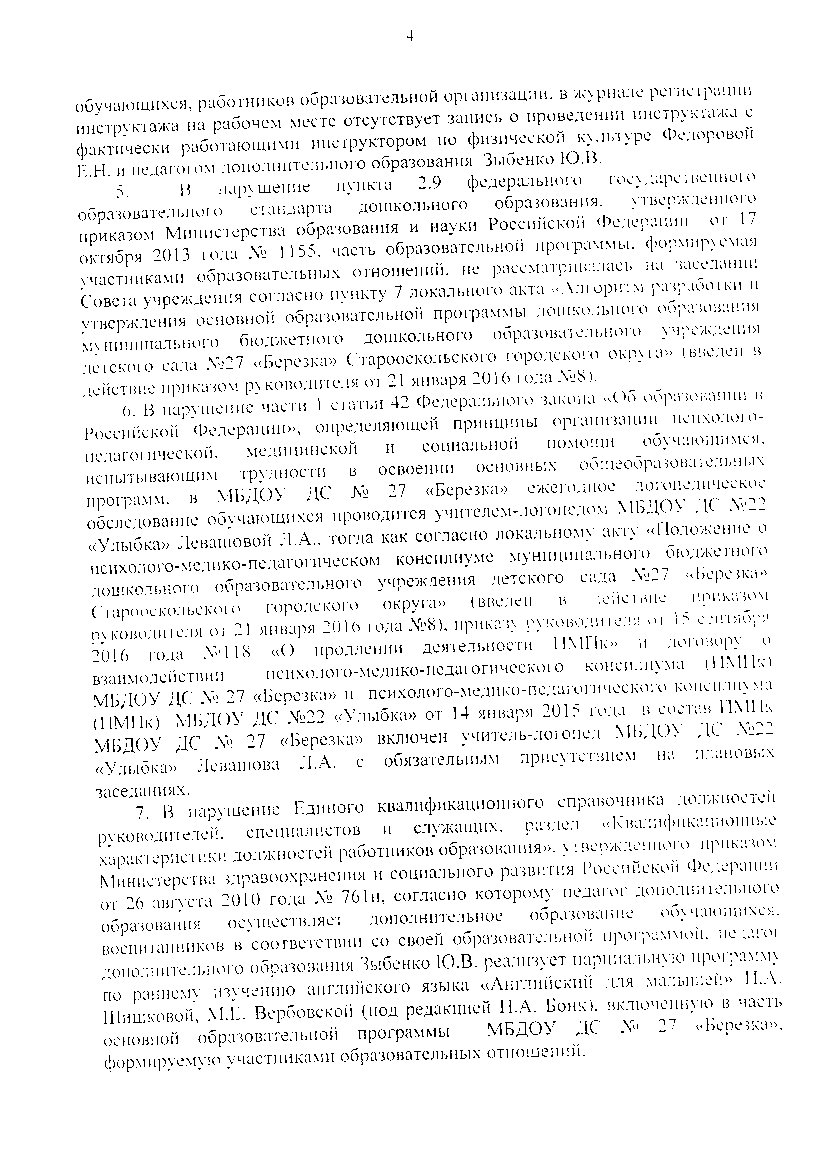 4
обучающихся, работников образовательной организации, в журнале регистрации
инструктажа на рабочем месте отсутствует запись о проведении инструктажа с
фактически работающими инструктором по физической культуре Федоровой
Е.Н. и педагогом дополнительного образования Зыбенко Ю.В.
5. В нарушение пункта 2.9 федерального государственного
образовательного стандарта дошкольного образования, утвержденного
приказом Министерства образования и науки Российской Федерации от 17
октября 2013 года № 1155, часть образовательной программы, формируемая
участниками образовательных отношений, не рассматривалась на заседании
Совета учреждения согласно пункту 7 локального акта «Алгоритм разработки и
утверждения основной образовательной программы дошкольного образования
муниципального бюджетного дошкольного образовательного учреждения
детского сада №27 «Березка» Старооскольского городского округа» (введен в
действие приказом руководителя от 21 января 2016 года №8).
6. В нарушение части 1 статьи 42 Федерального закона «Об образовании в
Российской Федерации», определяющей принципы организации психолого-
педагогической, медицинской и социальной помощи обучающимся,
испытывающим трудности в освоении основных общеобразовательных
программ, в МБДОУ ДС № 27 «Березка» ежегодное логопедическое
обследование обучающихся проводится учителем-логопедом МБДОУ ДС №22
«Улыбка» Левашовой Л.А., тогда как согласно локальному акту «Положение о
психолого-медико-педагогическом консилиуме муниципального бюджетного
дошкольного образовательного учреждения детского сада №27 «Березка»
Старооскольского городского округа» (введен в действие приказом
руководителя от 21 января 2016 года №8), приказу руководителя от 15 сентября
2016 года №118 «О продлении деятельности ПМПк» и договору о
взаимодействии психолого-медико-педагогического консилиума (ПМПк)
МБДОУ ДС № 27 «Березка» и психолого-медико-педагогического консилиума
(ПМПк) МБДОУ ДС №22 «Улыбка» от 14 января 2015 года в состав ПМПк
МБДОУ ДС № 27 «Березка» включен учитель-логопед МБДОУ ДС №22
«Улыбка» Левашова Л.А. с обязательным присутствием на плановых
заседаниях.
7. В нарушение Единого квалификационного справочника должностей
руководителей, специалистов и служащих, раздел «Квалификационные
характеристики должностей работников образования», утвержденного приказом
Министерства здравоохранения и социального развития Российской Федерации
от 26 августа 2010 года № 761н, согласно которому педагог дополнительного
образования осуществляет дополнительное образование обучающихся,
воспитанников в соответствии со своей образовательной программой, педагог
дополнительного образования Зыбенко Ю.В. реализует парциальную программу
по раннему изучению английского языка «Английский для малышей» И.А.
Шишковой, М.Е. Вербовской (под редакцией Н.А. Бонк), включенную в часть
основной образовательной программы МБДОУ ДС № 27 «Березка»,
формируемую участниками образовательных отношений.